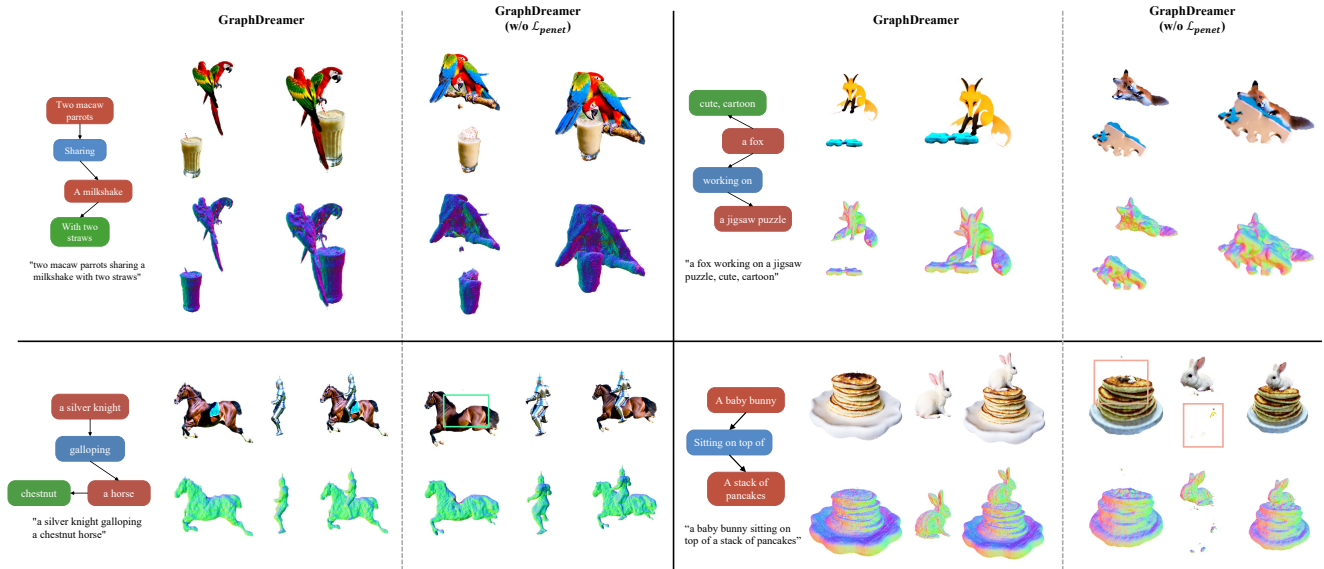 GraphDreamer
GraphDreamer
(w/o ℒpenet)
GraphDreamer
GraphDreamer
(w/o ℒpenet)
Two macaw
parrots
Sharing
A milkshake
With two
straws
"two macaw parrots sharing a
milkshake with two straws"
cute, cartoon
a fox
working on
a jigsaw puzzle
"a fox working on a jigsaw
puzzle, cute, cartoon"
a silver knight
galloping
chestnut
a horse
"a silver knight galloping
a chestnut horse"
A baby bunny
Sitting on top of
A stack of
pancakes
“a baby bunny sitting on
top of a stack of pancakes”